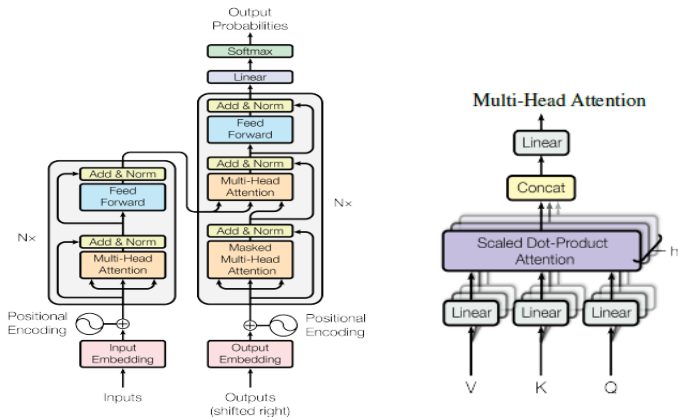 Output
Probabilities
Softmax
Linear
Add & Norm
Feed
Forward
Add & Norm
Multi-Head
Attention
Add & Norm
Masked
Multi-Head
Attention
Nx
Add & Norm
Feed
Forward
Add & Norm
Multi-Head
Attention
Nx
Positional
Encoding
Positional
Encoding
Input
Embedding
Output
Embedding
Inputs
Outputs
(shifted right)
Multi-Head Attention
Linear
Concat
Scaled Dot-Product
Attention
h
Linear
Linear
Linear
V
K
Q